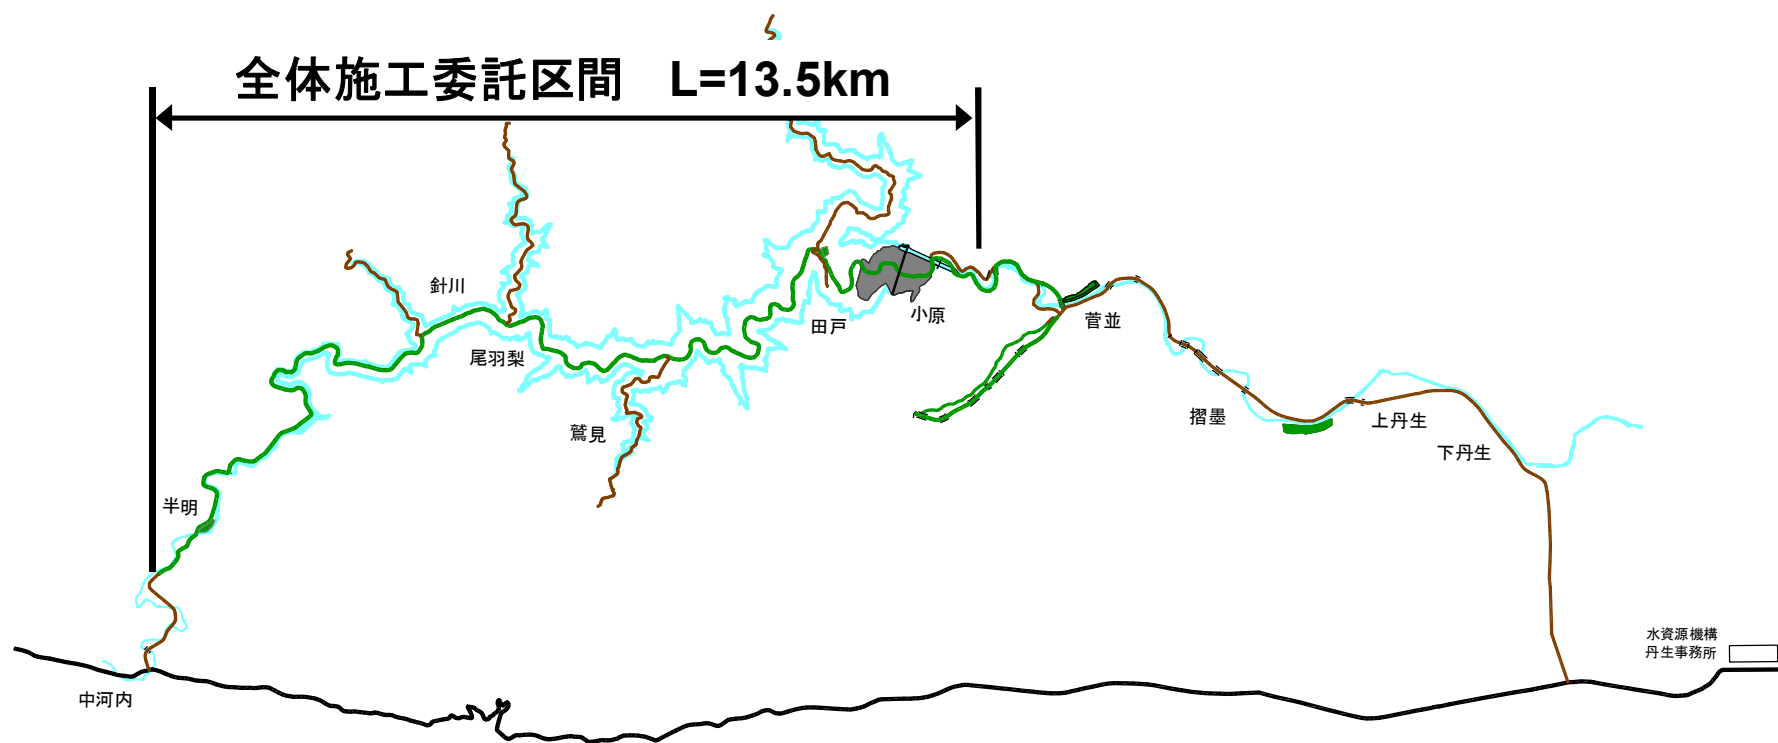 全体施工委託区間　L=13.5km
針川
尾羽梨
鷲見
半明
中河内
田戸
小原
菅並
摺墨
上丹生
下丹生
水資源機構
丹生事務所